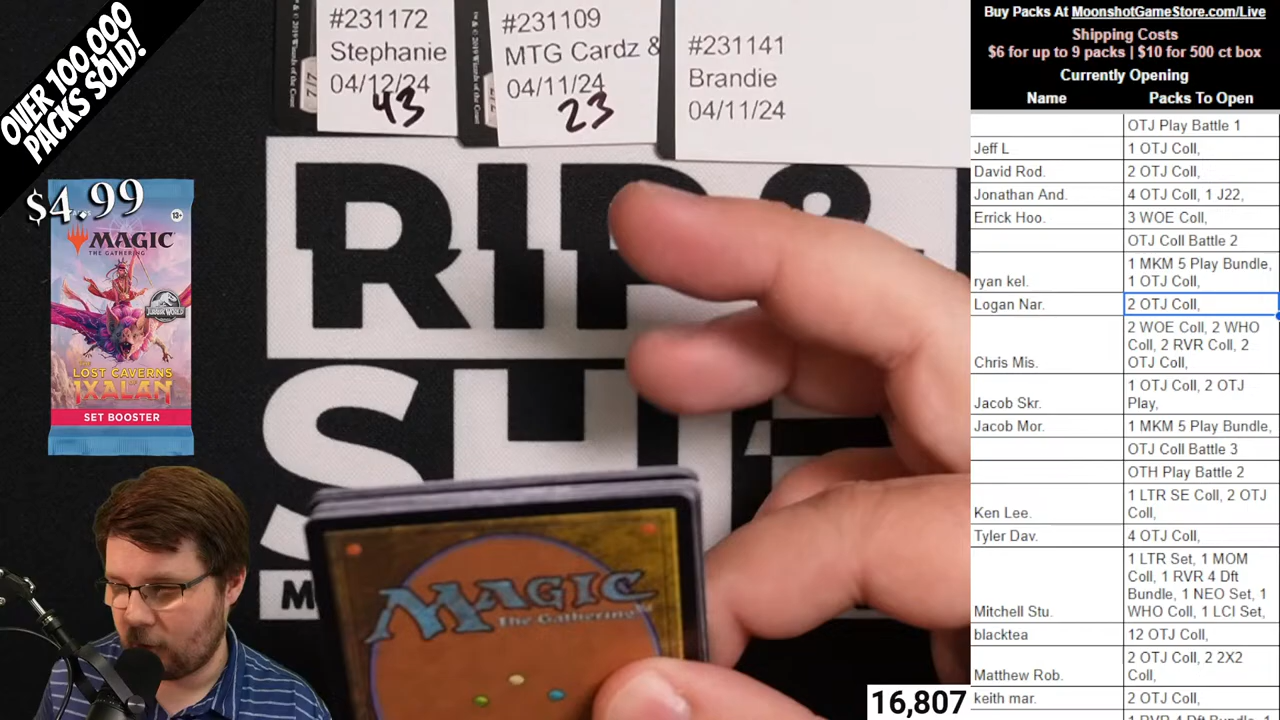 OVER 100,000
PACKS SOLD!
$4.99
13+
MAGIC
THE GATHERING
JURASSIC WORLD
LOST CAVERNS
IXALAN
SET BOOSTER
#231172
Stephanie
04/12/24
43
#231109
MTG Cardz &
04/11/24
23
#231141
Brandie
04/11/24
RIP &
SHI
M
MAGIC
The Gathering
16,807
Buy Packs At MoonshotGameStore.com/Live
Shipping Costs
$6 for up to 9 packs | $10 for 500 ct box
Currently Opening
Name Packs To Open
OTJ Play Battle 1
Jeff L 1 OTJ Coll,
David Rod. 2 OTJ Coll,
Jonathan And. 4 OTJ Coll, 1 J22,
Errick Hoo. 3 WOE Coll,
OTJ Coll Battle 2
1 MKM 5 Play Bundle,
ryan kel. 1 OTJ Coll,
Logan Nar. 2 OTJ Coll,
2 WOE Coll, 2 WHO
Coll, 2 RVR Coll, 2
Chris Mis. OTJ Coll,
1 OTJ Coll, 2 OTJ
Jacob Skr. Play,
Jacob Mor. 1 MKM 5 Play Bundle,
OTJ Coll Battle 3
OTH Play Battle 2
1 LTR SE Coll, 2 OTJ
Ken Lee. Coll,
Tyler Dav. 4 OTJ Coll,
1 LTR Set, 1 MOM
Coll, 1 RVR 4 Dft
Bundle, 1 NEO Set, 1
Mitchell Stu. WHO Coll, 1 LCI Set,
blacktea 12 OTJ Coll,
2 OTJ Coll, 2 2X2
Matthew Rob. Coll,
keith mar. 2 OTJ Coll,